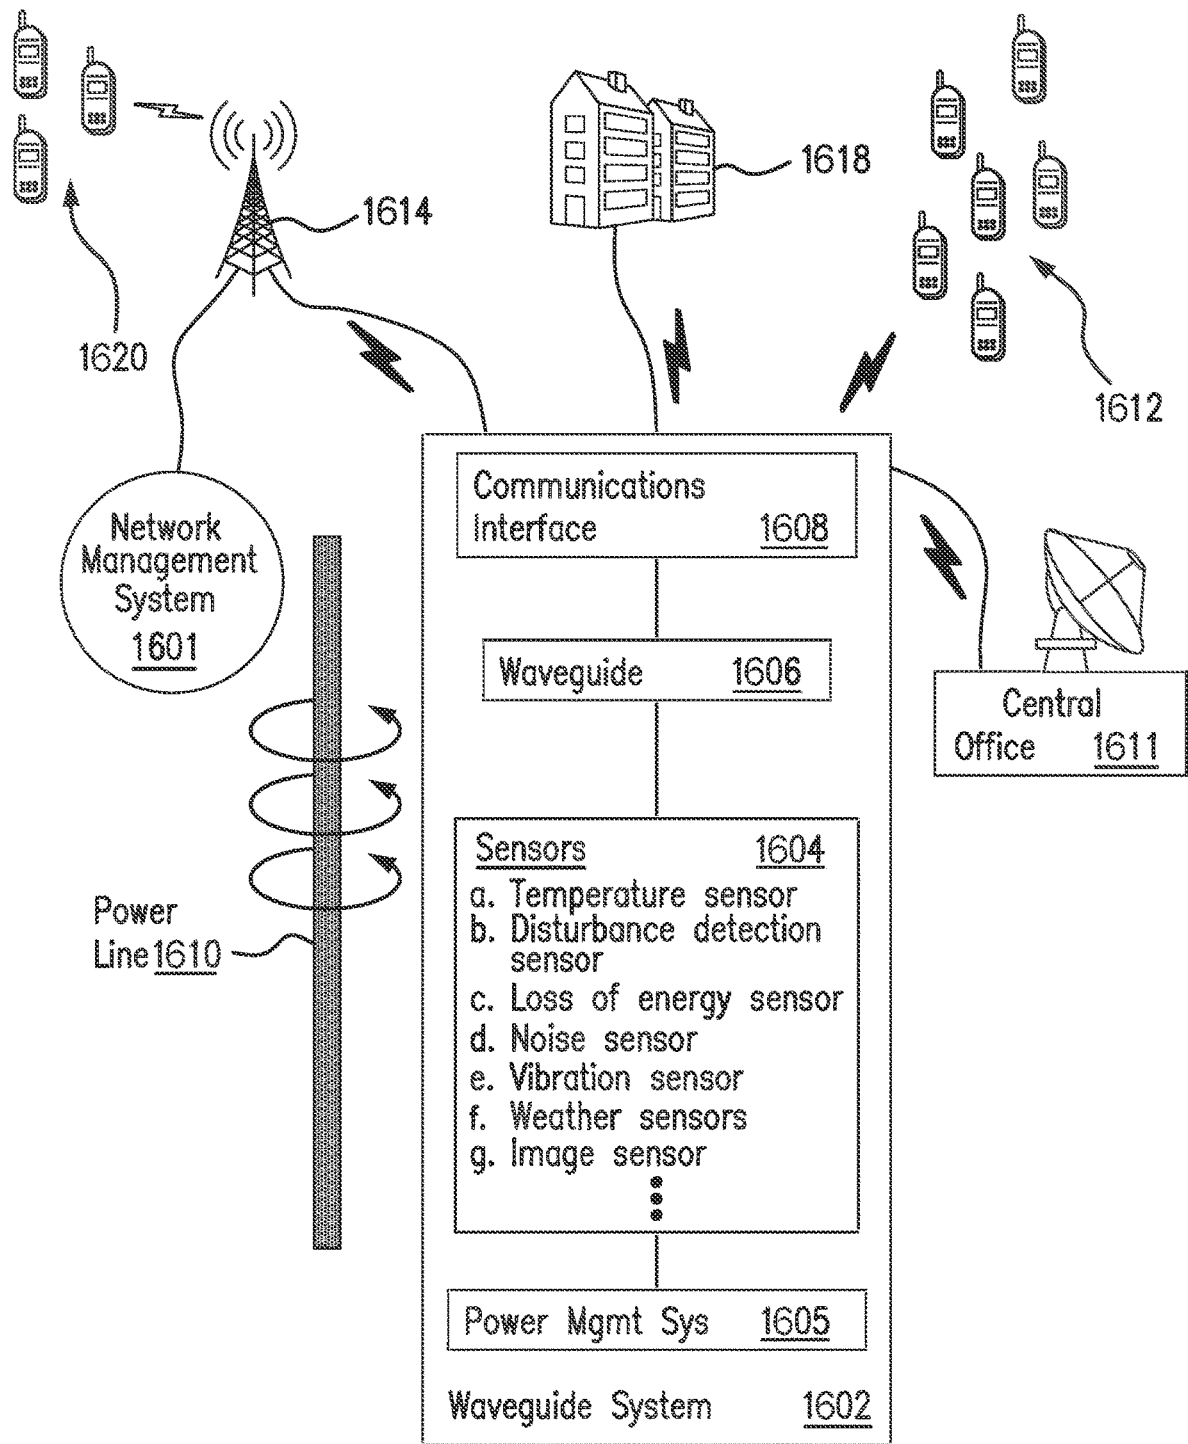 1618
1614
1620
1612
Communications
Interface 1608
Network
Management
System
1601
Waveguide 1606
Central
Office 1611
Sensors 1604
a. Temperature sensor
b. Disturbance detection
sensor
c. Loss of energy sensor
d. Noise sensor
e. Vibration sensor
f. Weather sensors
g. Image sensor
Power
Line 1610
Power Mgmt Sys 1605
Waveguide System 1602